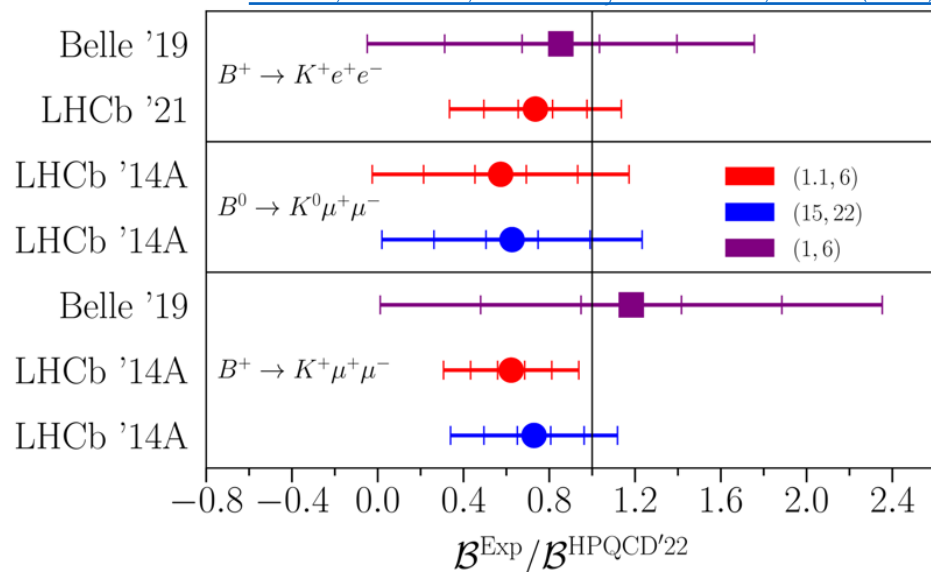 Belle '19
B⁺ → K⁺e⁺e⁻
LHCb '21
LHCb '14A
B⁰ → K⁰μ⁺μ⁻
LHCb '14A
(1.1, 6)
(15, 22)
(1, 6)
Belle '19
LHCb '14A
B⁺ → K⁺μ⁺μ⁻
LHCb '14A
−0.8 −0.4 0.0 0.4 0.8 1.2 1.6 2.0 2.4
ℬ^Exp/ℬ^HPQCD'22